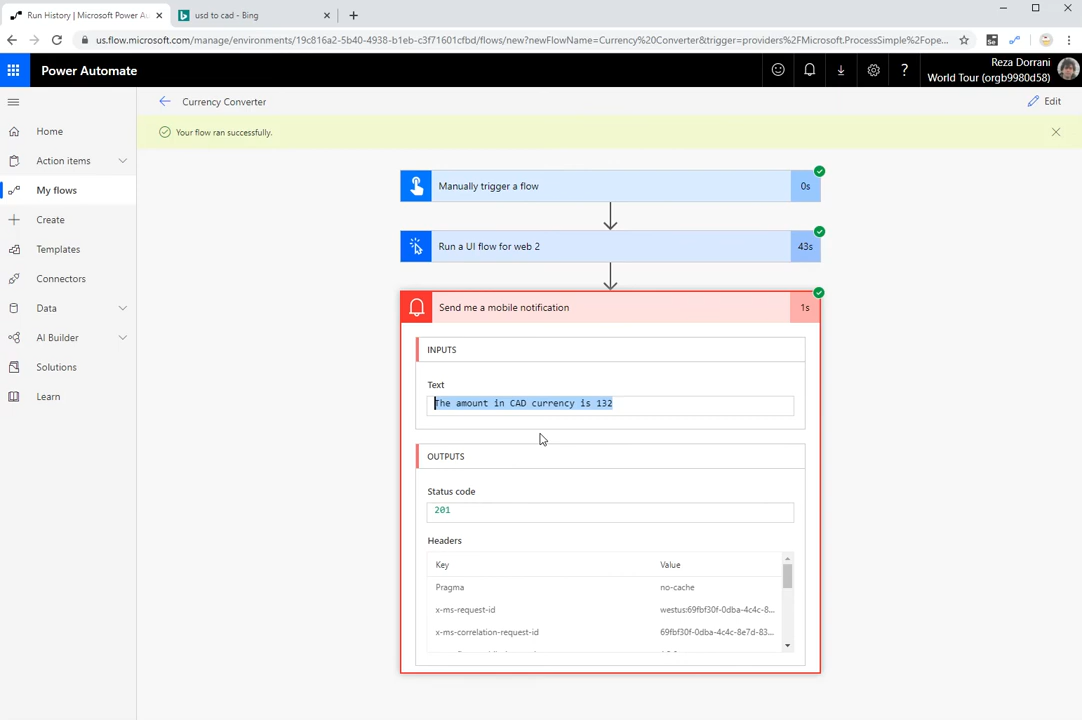 Run History | Microsoft Power Au
usd to cad - Bing
us.flow.microsoft.com/manage/environments/19c816a2-5b40-4938-b1eb-c3f71601cfbd/flows/new?newFlowName=Currency%20Converter&trigger=providers%2FMicrosoft.ProcessSimple%2Fope...
Power Automate
?
Reza Dorrani
World Tour (orgb9980d58)
Currency Converter
Edit
Your flow ran successfully.
Home
Action items
My flows
Create
Templates
Connectors
Data
AI Builder
Solutions
Learn
Manually trigger a flow
0s
Run a UI flow for web 2
43s
Send me a mobile notification
1s
INPUTS
Text
The amount in CAD currency is 132
OUTPUTS
Status code
201
Headers
Key Value
Pragma no-cache
x-ms-request-id westus:69fbf30f-0dba-4c4c-8...
x-ms-correlation-request-id 69fbf30f-0dba-4c4c-8e7d-83...